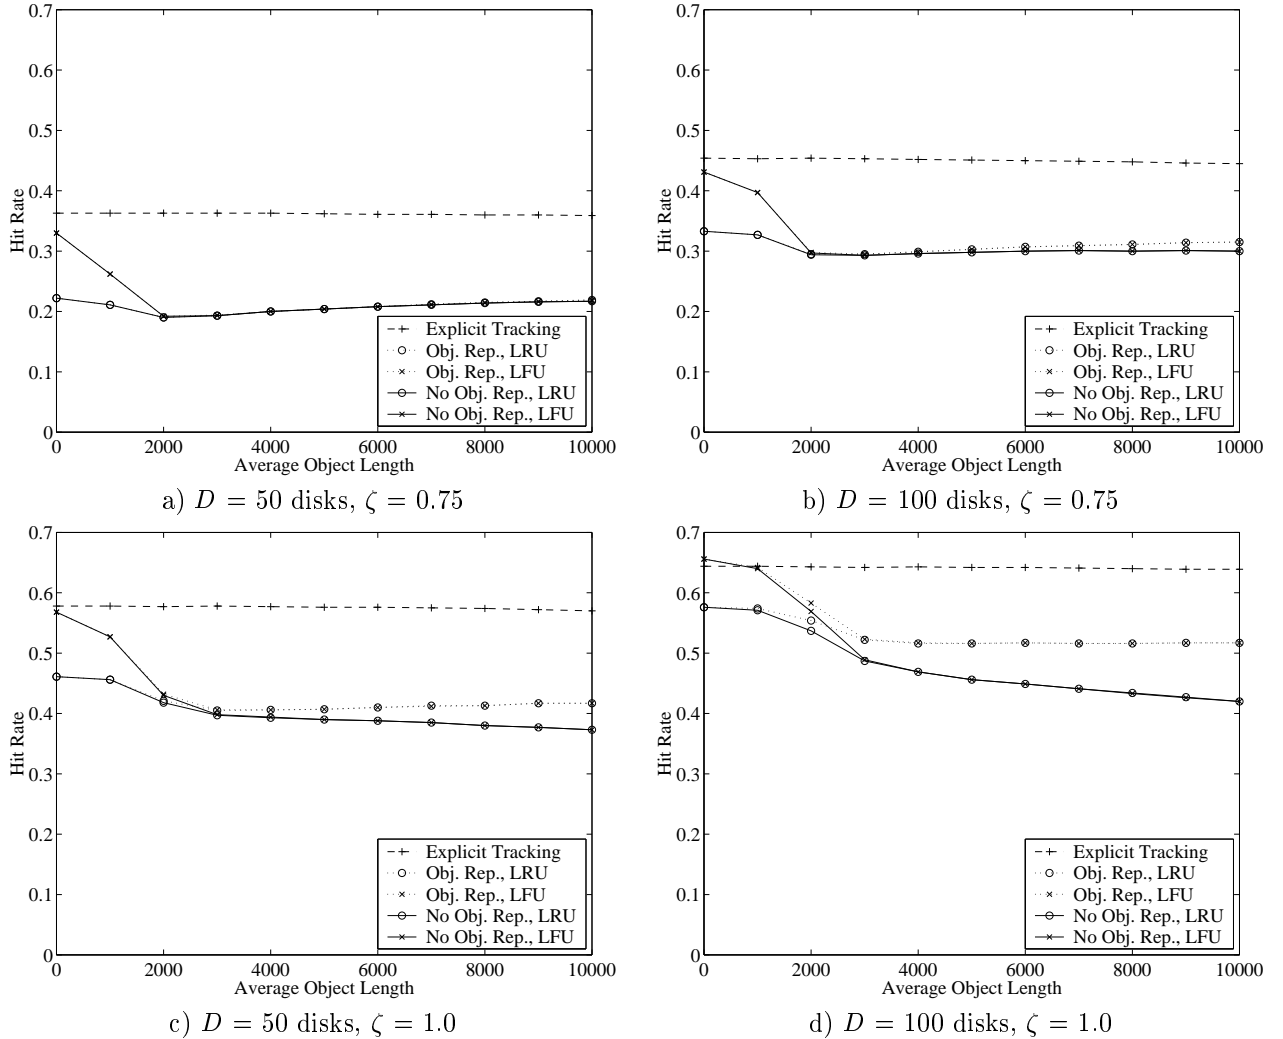 0.7
0.6
0.5
0.4
0.3
0.2
0.1
0
Hit Rate
Explicit Tracking
Obj. Rep., LRU
Obj. Rep., LFU
No Obj. Rep., LRU
No Obj. Rep., LFU
0 2000 4000 6000 8000 10000
Average Object Length
a) D = 50 disks, ζ = 0.75
0.7
0.6
0.5
0.4
0.3
0.2
0.1
0
Hit Rate
Explicit Tracking
Obj. Rep., LRU
Obj. Rep., LFU
No Obj. Rep., LRU
No Obj. Rep., LFU
0 2000 4000 6000 8000 10000
Average Object Length
b) D = 100 disks, ζ = 0.75
0.7
0.6
0.5
0.4
0.3
0.2
0.1
0
Hit Rate
Explicit Tracking
Obj. Rep., LRU
Obj. Rep., LFU
No Obj. Rep., LRU
No Obj. Rep., LFU
0 2000 4000 6000 8000 10000
Average Object Length
c) D = 50 disks, ζ = 1.0
0.7
0.6
0.5
0.4
0.3
0.2
0.1
0
Hit Rate
Explicit Tracking
Obj. Rep., LRU
Obj. Rep., LFU
No Obj. Rep., LRU
No Obj. Rep., LFU
0 2000 4000 6000 8000 10000
Average Object Length
d) D = 100 disks, ζ = 1.0